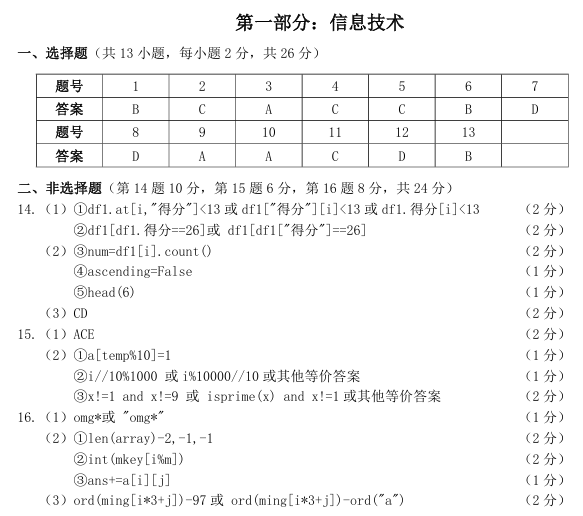 第一部分：信息技术
一、选择题（共 13 小题，每小题 2 分，共 26 分）
题号 1 2 3 4 5 6 7
答案 B C A C C B D
题号 8 9 10 11 12 13
答案 D A A C D B
二、非选择题（第 14 题 10 分，第 15 题 6 分，第 16 题 8 分，共 24 分）
14.（1）①df1.at[i,"得分"]<13 或 df1["得分"][i]<13 或 df1.得分[i]<13 （2 分）
②df1[df1.得分==26]或 df1[df1["得分"]==26] （2 分）
（2）③num=df1[i].count() （2 分）
④ascending=False （1 分）
⑤head(6) （1 分）
（3）CD （2 分）
15.（1）ACE （2 分）
（2）①a[temp%10]=1 （1 分）
②i//10%1000 或 i%10000//10 或其他等价答案 （1 分）
③x!=1 and x!=9 或 isprime(x) and x!=1 或其他等价答案 （2 分）
16.（1）omg*或 "omg*" （1 分）
（2）①len(array)-2,-1,-1 （2 分）
②int(mkey[i%m]) （2 分）
③ans+=a[i][j] （1 分）
（3）ord(ming[i*3+j])-97 或 ord(ming[i*3+j])-ord("a") （2 分）